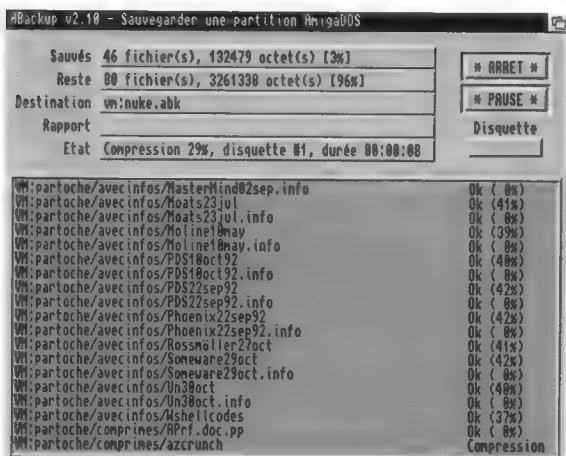 ABackup v2.10 - Sauvegarder une partition AmigaDOS
Sauvés 46 fichier(s), 132479 octet(s) [3%]
Reste 80 fichier(s), 3261338 octet(s) [96%]
Destination vm:nuke.abk
Rapport
Etat Compression 29%, disquette #1, durée 00:00:08
* ARRET *
* PAUSE *
Disquette
VM:partoche/avecinfos/MasterMind02sep.info Ok ( 0%)
VM:partoche/avecinfos/Moats23jul Ok (41%)
VM:partoche/avecinfos/Moats23jul.info Ok ( 0%)
VM:partoche/avecinfos/Moline10may Ok (39%)
VM:partoche/avecinfos/Moline10may.info Ok ( 0%)
VM:partoche/avecinfos/PDS10oct92 Ok (40%)
VM:partoche/avecinfos/PDS10oct92.info Ok ( 0%)
VM:partoche/avecinfos/PDS22sep92 Ok (42%)
VM:partoche/avecinfos/PDS22sep92.info Ok ( 0%)
VM:partoche/avecinfos/Phoenix22sep92 Ok (42%)
VM:partoche/avecinfos/Phoenix22sep92.info Ok ( 0%)
VM:partoche/avecinfos/Rossmöller27oct Ok (41%)
VM:partoche/avecinfos/Someware29oct Ok (42%)
VM:partoche/avecinfos/Someware29oct.info Ok ( 0%)
VM:partoche/avecinfos/Un30oct Ok (40%)
VM:partoche/avecinfos/Un30oct.info Ok ( 0%)
VM:partoche/avecinfos/Wshellcodes Ok (37%)
VM:partoche/comprimes/APrf.doc.pp Ok ( 0%)
VM:partoche/comprimes/azcrunch Compression